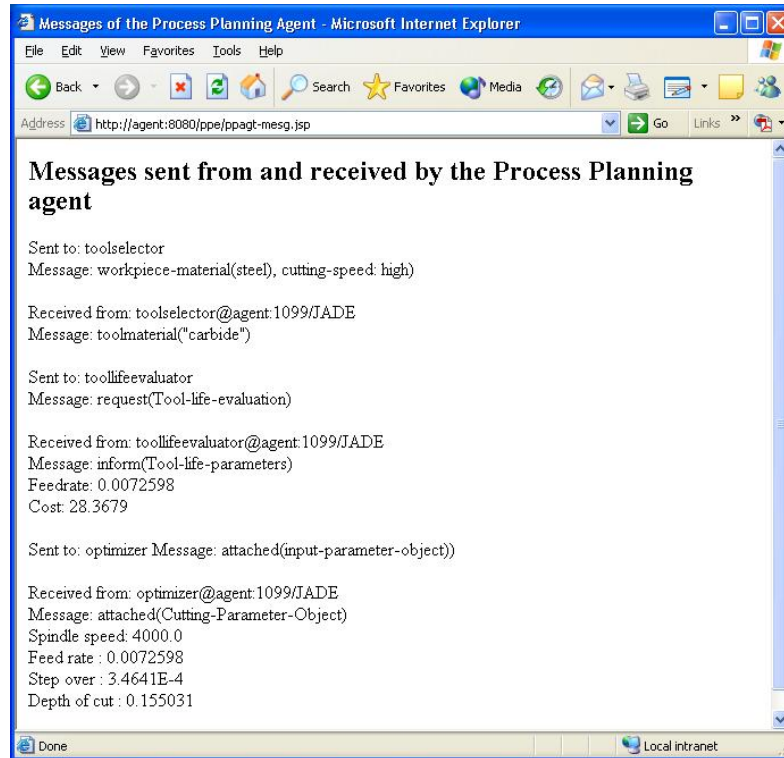 Messages of the Process Planning Agent - Microsoft Internet Explorer
File Edit View Favorites Tools Help
Back Search Favorites Media
Address http://agent:8080/ppe/ppagt-mesg.jsp Go Links »
Messages sent from and received by the Process Planning
agent
Sent to: toolselector
Message: workpiece-material(steel), cutting-speed: high)
Received from: toolselector@agent:1099/JADE
Message: toolmaterial("carbide")
Sent to: toollifeevaluator
Message: request(Tool-life-evaluation)
Received from: toollifeevaluator@agent:1099/JADE
Message: inform(Tool-life-parameters)
Feedrate: 0.0072598
Cost: 28.3679
Sent to: optimizer Message: attached(input-parameter-object))
Received from: optimizer@agent:1099/JADE
Message: attached(Cutting-Parameter-Object)
Spindle speed: 4000.0
Feed rate : 0.0072598
Step over : 3.4641E-4
Depth of cut : 0.155031
Done Local intranet